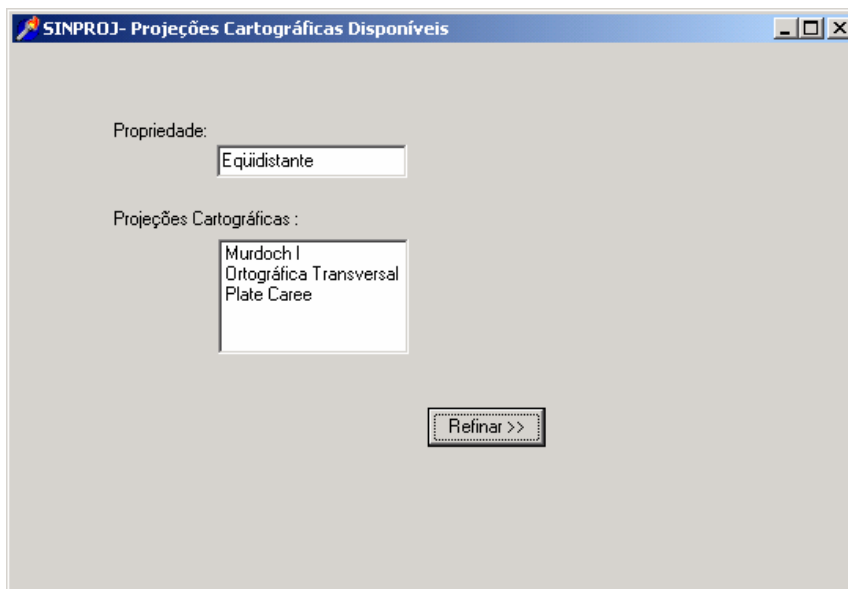 SINPROJ- Projeções Cartográficas Disponíveis
Propriedade:
Eqüidistante
Projeções Cartográficas :
Murdoch I
Ortográfica Transversal
Plate Caree
Refinar >>